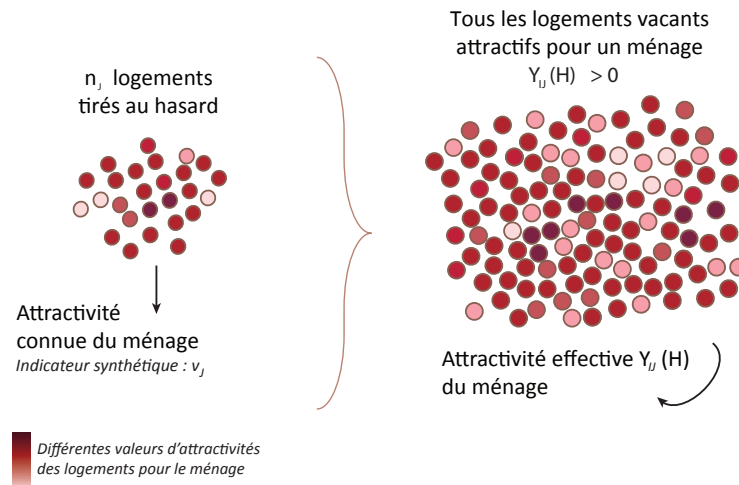 n_J logements
tirés au hasard
Attractivité
connue du ménage
Indicateur synthétique : v_J
Différentes valeurs d'attractivités
des logements pour le ménage
Tous les logements vacants
attractifs pour un ménage
Y_IJ (H) > 0
Attractivité effective Y_IJ (H)
du ménage